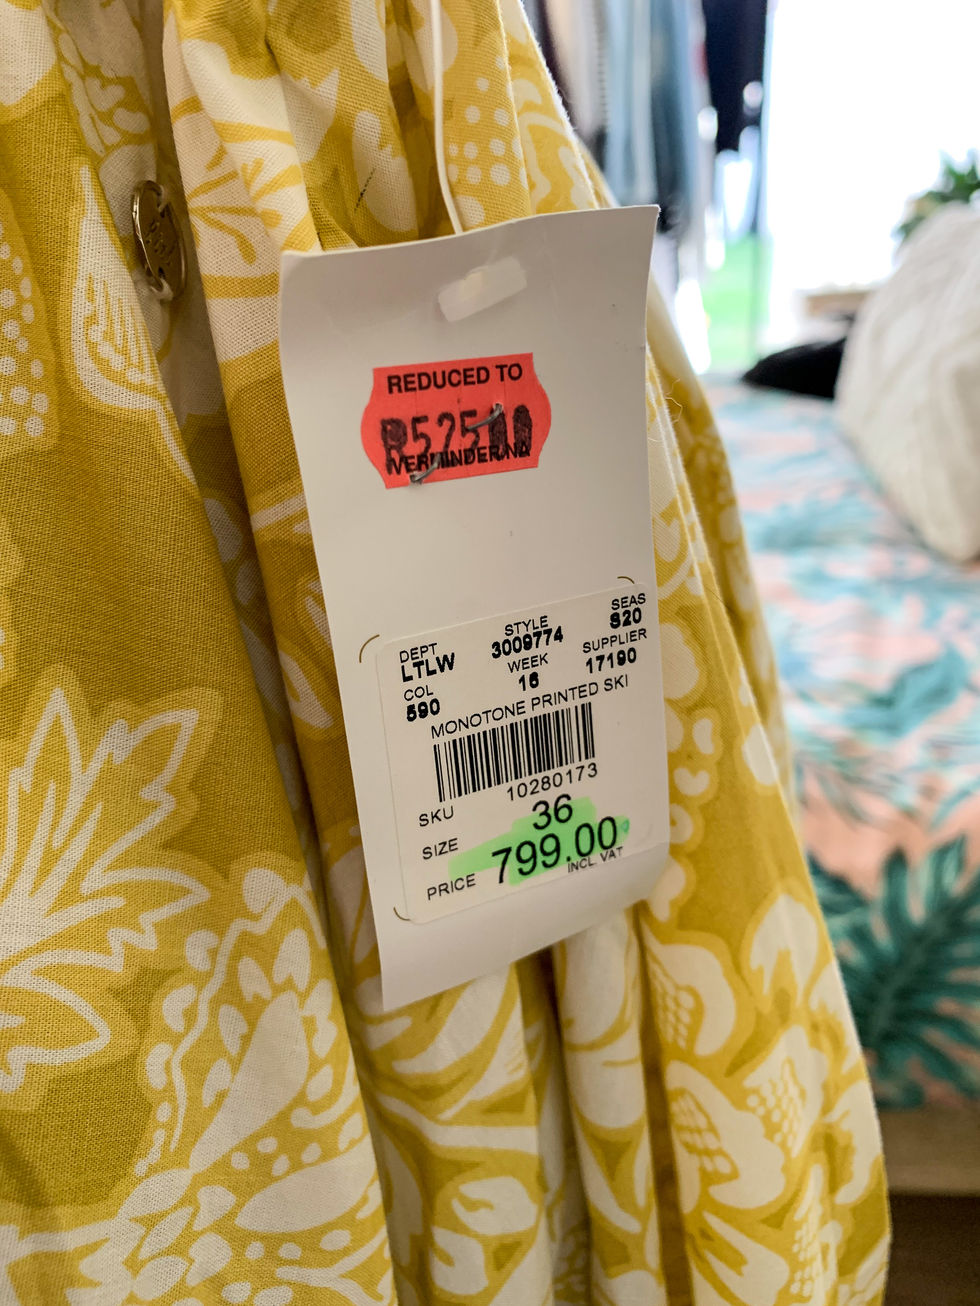 REDUCED TO
R525
VERMINDER NA
DEPT STYLE SEAS
LTLW 3009774 S20
COL WEEK SUPPLIER
590 16 17190
MONOTONE PRINTED SKI
SKU 10280173
SIZE 36
PRICE 799.00
INCL VAT